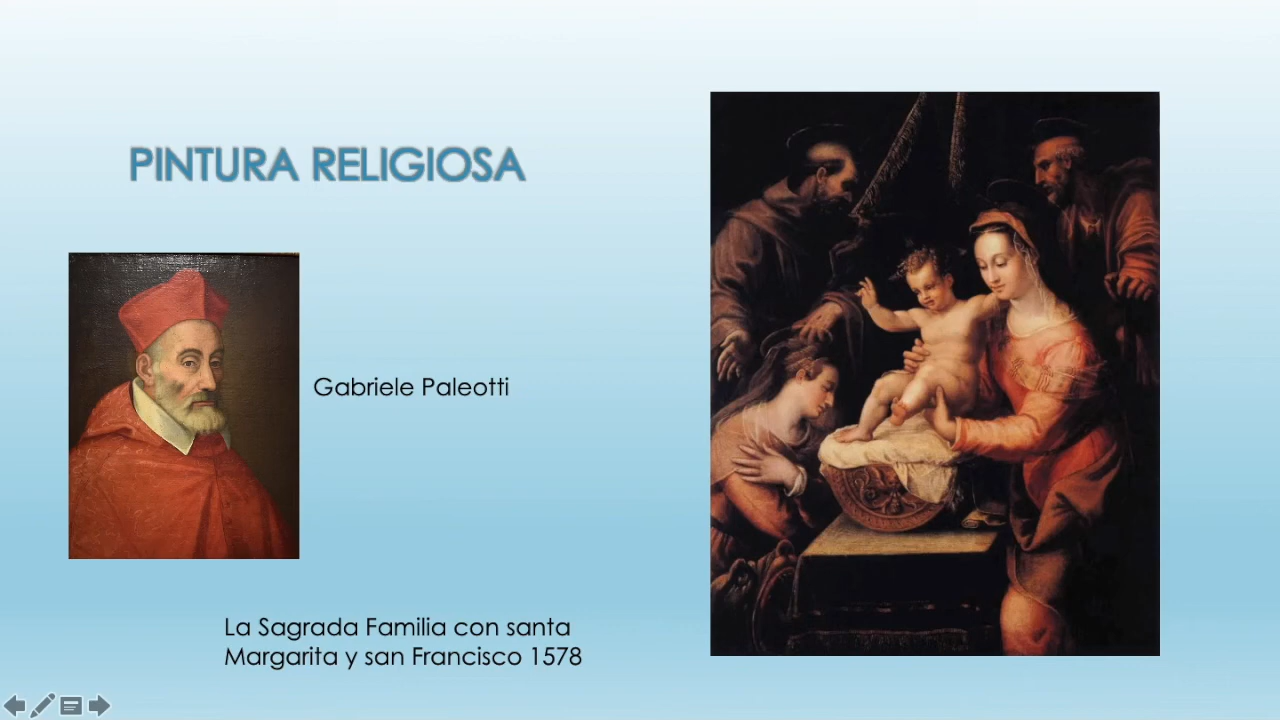 PINTURA RELIGIOSA
Gabriele Paleotti
La Sagrada Familia con santa
Margarita y san Francisco 1578